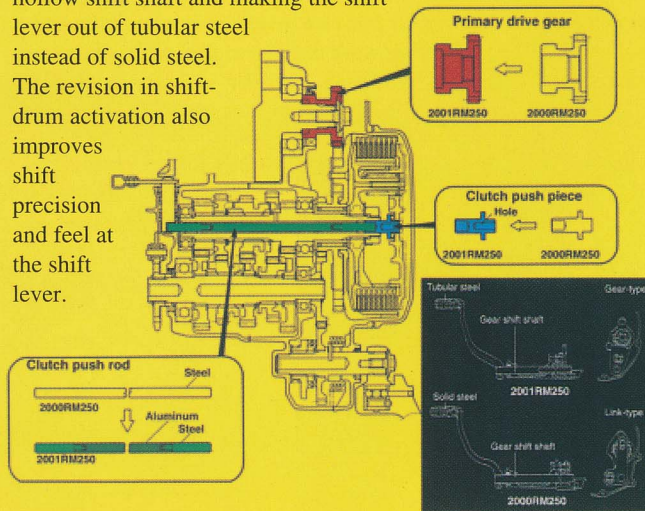 hollow shift shaft and making the shift
lever out of tubular steel
instead of solid steel.
The revision in shift-
drum activation also
improves
shift
precision
and feel at
the shift
lever.
Primary drive gear
2001RM250
2000RM250
Clutch push piece
Hole
2001RM250
2000RM250
Clutch push rod
Steel
2000RM250
Aluminum
Steel
2001RM250
Tubular steel
Gear-type
Gear shift shaft
2001RM250
Solid steel
Link-type
Gear shift shaft
2000RM250